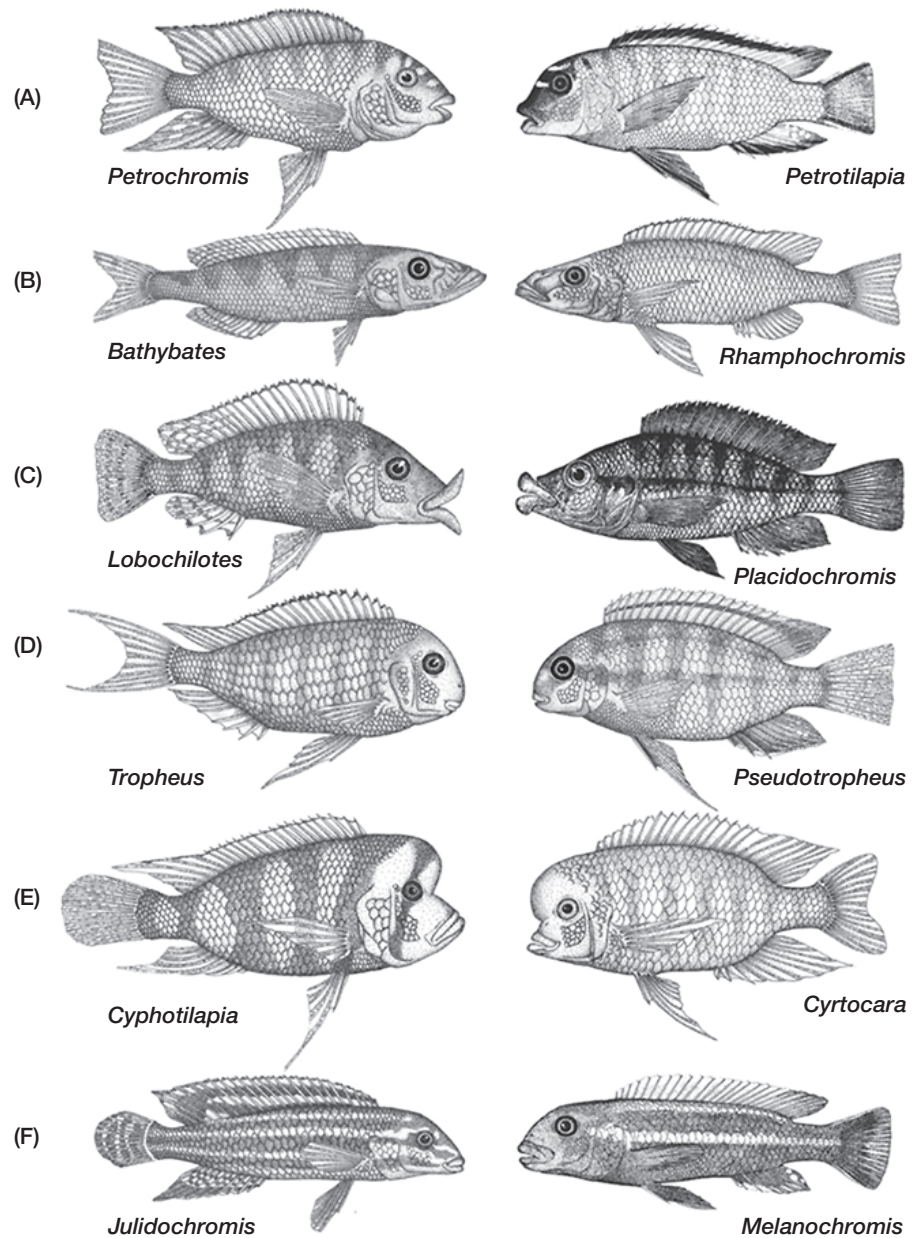 (A)
Petrochromis
Petrotilapia
(B)
Bathybates
Rhamphochromis
(C)
Lobochilotes
Placidochromis
(D)
Tropheus
Pseudotropheus
(E)
Cyphotilapia
Cyrtocara
(F)
Julidochromis
Melanochromis